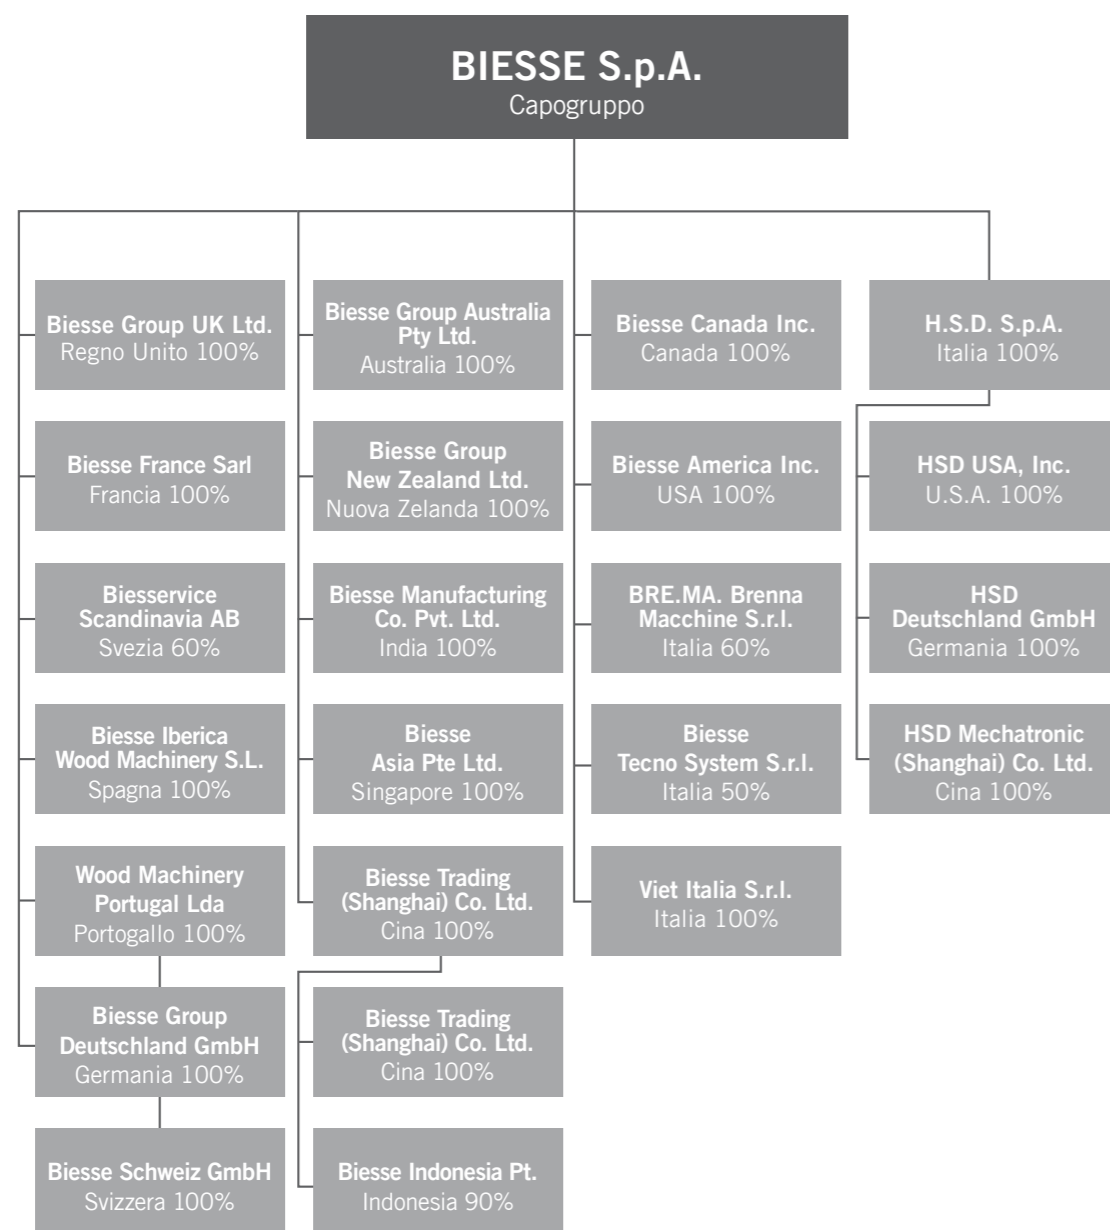 BIESSE S.p.A.
Capogruppo
Biesse Group UK Ltd.
Regno Unito 100%
Biesse France Sarl
Francia 100%
Biesservice
Scandinavia AB
Svezia 60%
Biesse Iberica
Wood Machinery S.L.
Spagna 100%
Wood Machinery
Portugal Lda
Portogallo 100%
Biesse Group
Deutschland GmbH
Germania 100%
Biesse Schweiz GmbH
Svizzera 100%
Biesse Group Australia
Pty Ltd.
Australia 100%
Biesse Group
New Zealand Ltd.
Nuova Zelanda 100%
Biesse Manufacturing
Co. Pvt. Ltd.
India 100%
Biesse
Asia Pte Ltd.
Singapore 100%
Biesse Trading
(Shanghai) Co. Ltd.
Cina 100%
Biesse Trading
(Shanghai) Co. Ltd.
Cina 100%
Biesse Indonesia Pt.
Indonesia 90%
Biesse Canada Inc.
Canada 100%
Biesse America Inc.
USA 100%
BRE.MA. Brenna
Macchine S.r.l.
Italia 60%
Biesse
Tecno System S.r.l.
Italia 50%
Viet Italia S.r.l.
Italia 100%
H.S.D. S.p.A.
Italia 100%
HSD USA, Inc.
U.S.A. 100%
HSD
Deutschland GmbH
Germania 100%
HSD Mechatronic
(Shanghai) Co. Ltd.
Cina 100%